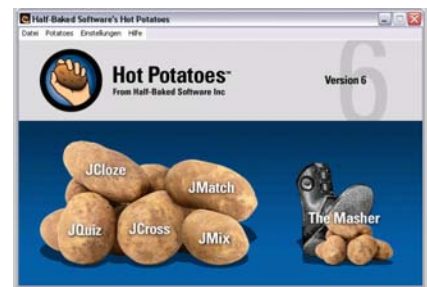 Half-Baked Software's Hot Potatoes
Datei Potatoes Einstellungen Hilfe
Hot Potatoes™
From Half-Baked Software Inc
Version 6
6
JCloze
JMatch
The Masher
JQuiz
JCross
JMix